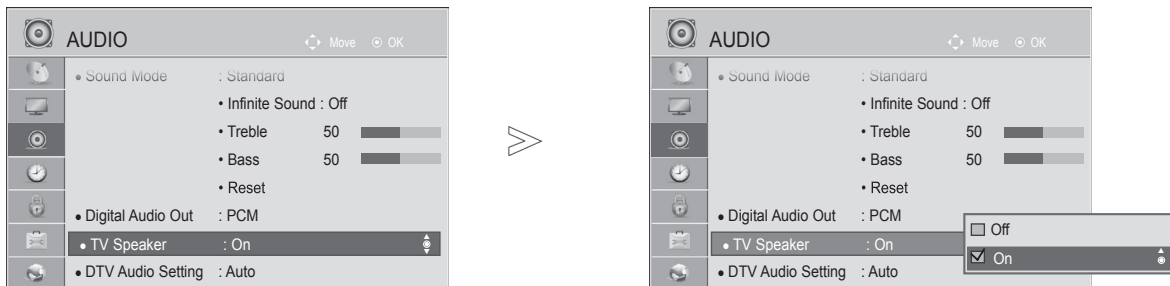 AUDIO Move OK
• Sound Mode : Standard
• Infinite Sound : Off
• Treble 50
• Bass 50
• Reset
• Digital Audio Out : PCM
• TV Speaker : On
• DTV Audio Setting : Auto
AUDIO Move OK
• Sound Mode : Standard
• Infinite Sound : Off
• Treble 50
• Bass 50
• Reset
• Digital Audio Out : PCM
• TV Speaker : On
• DTV Audio Setting : Auto
Off
On